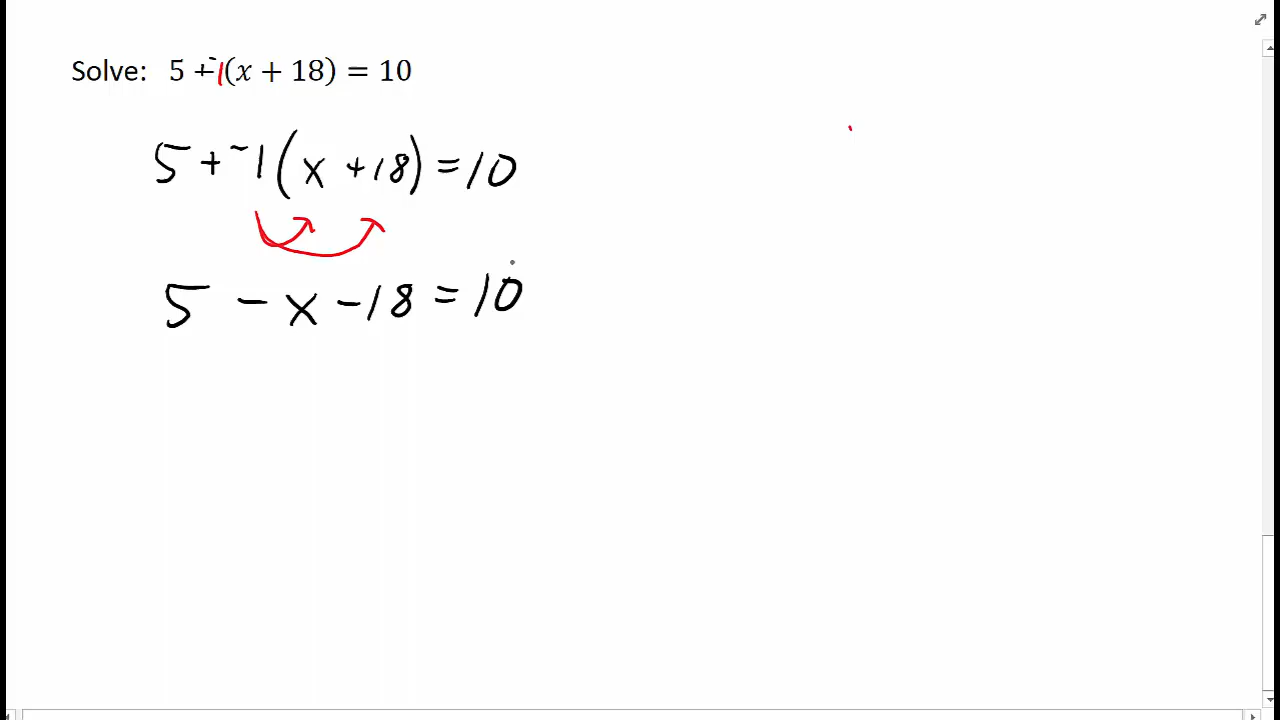 Solve: 5 +⁻1(x + 18) = 10
5 + ⁻1(x + 18) = 10
5 - x - 18 = 10